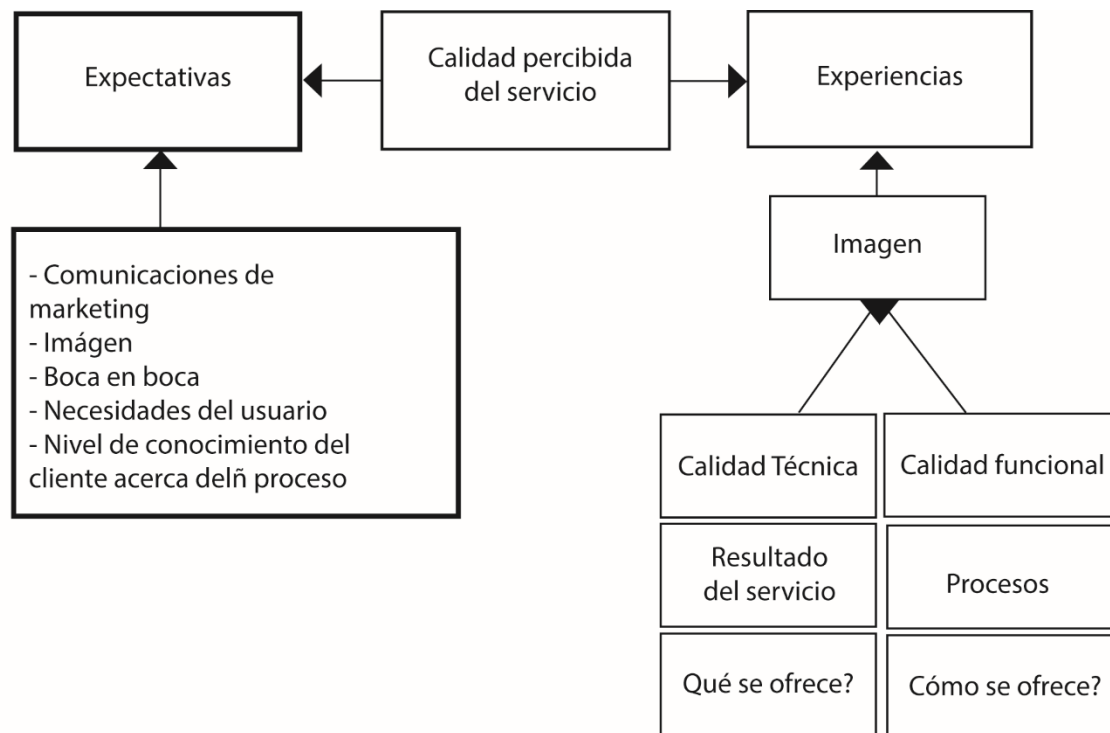 Expectativas
Calidad percibida
del servicio
Experiencias
- Comunicaciones de
marketing
- Imágen
- Boca en boca
- Necesidades del usuario
- Nivel de conocimiento del
cliente acerca delñ proceso
Imagen
Calidad Técnica
Calidad funcional
Resultado
del servicio
Procesos
Qué se ofrece?
Cómo se ofrece?